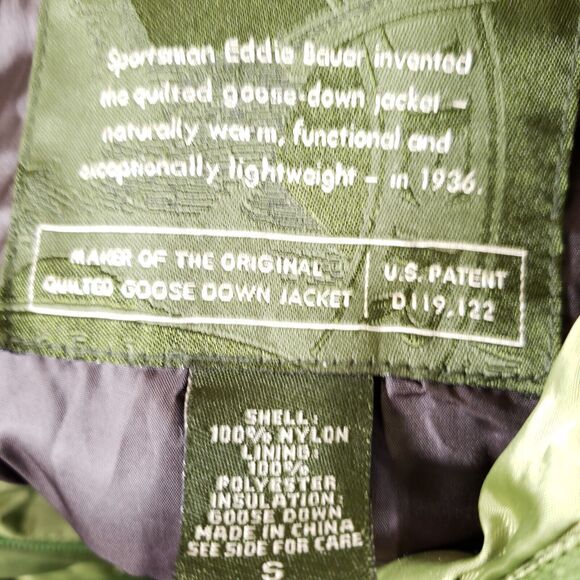 Sportsman Eddie Bauer invented
the quilted goose-down jacket –
naturally warm, functional and
exceptionally lightweight – in 1936.
MAKER OF THE ORIGINAL
QUILTED GOOSE DOWN JACKET
U.S. PATENT
D119,122
SHELL:
100% NYLON
LINING:
100%
POLYESTER
INSULATION:
GOOSE DOWN
MADE IN CHINA
SEE SIDE FOR CARE
S